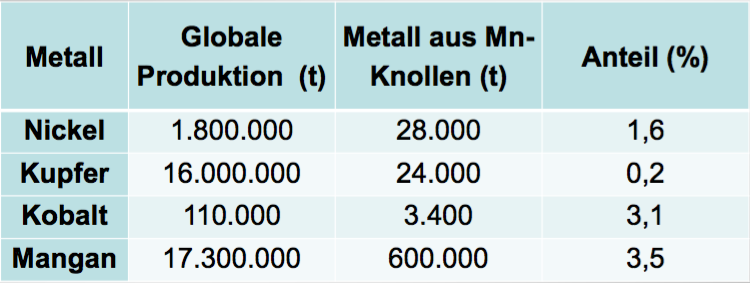 Metall Globale Produktion (t) Metall aus Mn-Knollen (t) Anteil (%)
Nickel 1.800.000 28.000 1,6
Kupfer 16.000.000 24.000 0,2
Kobalt 110.000 3.400 3,1
Mangan 17.300.000 600.000 3,5